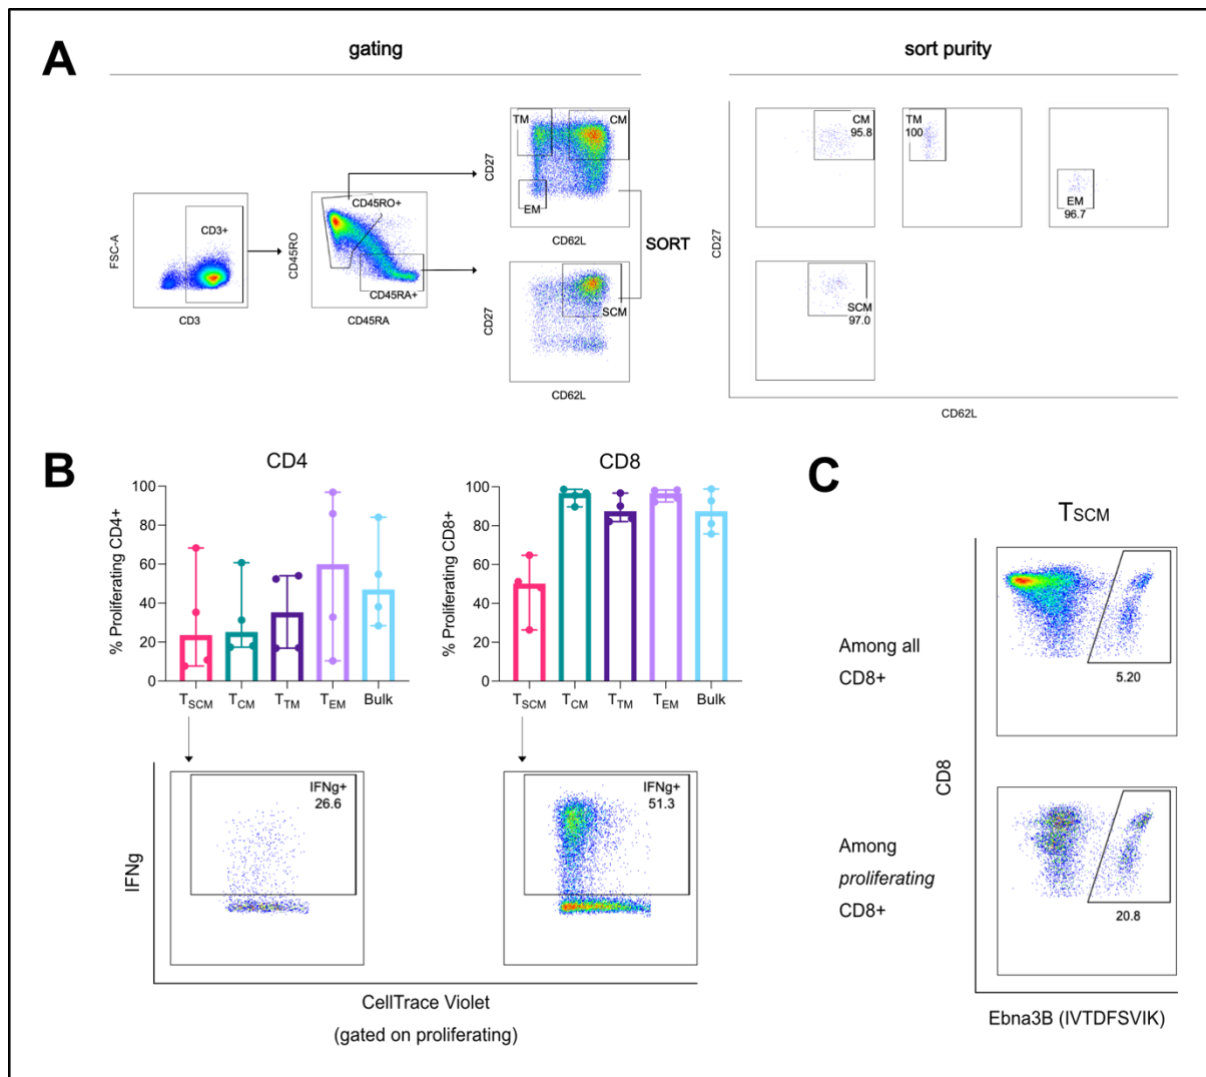 A
gating
sort purity
FSC-A
CD3+
CD3
CD45RO
CD45RO+
CD45RA+
CD45RA
CD27
TM
CM
EM
CD62L
SORT
CD27
SCM
CD62L
CD27
CM
95.8
TM
100
EM
96.7
SCM
97.0
CD62L
B
CD4
% Proliferating CD4+
100
80
60
40
20
0
TSCM TCM TTM TEM Bulk
CD8
% Proliferating CD8+
100
80
60
40
20
0
TSCM TCM TTM TEM Bulk
IFNg
IFNg+
26.6
IFNg+
51.3
CellTrace Violet
(gated on proliferating)
C
TSCM
Among all
CD8+
5.20
CD8
Among
proliferating
CD8+
20.8
Ebna3B (IVTDFSVIK)